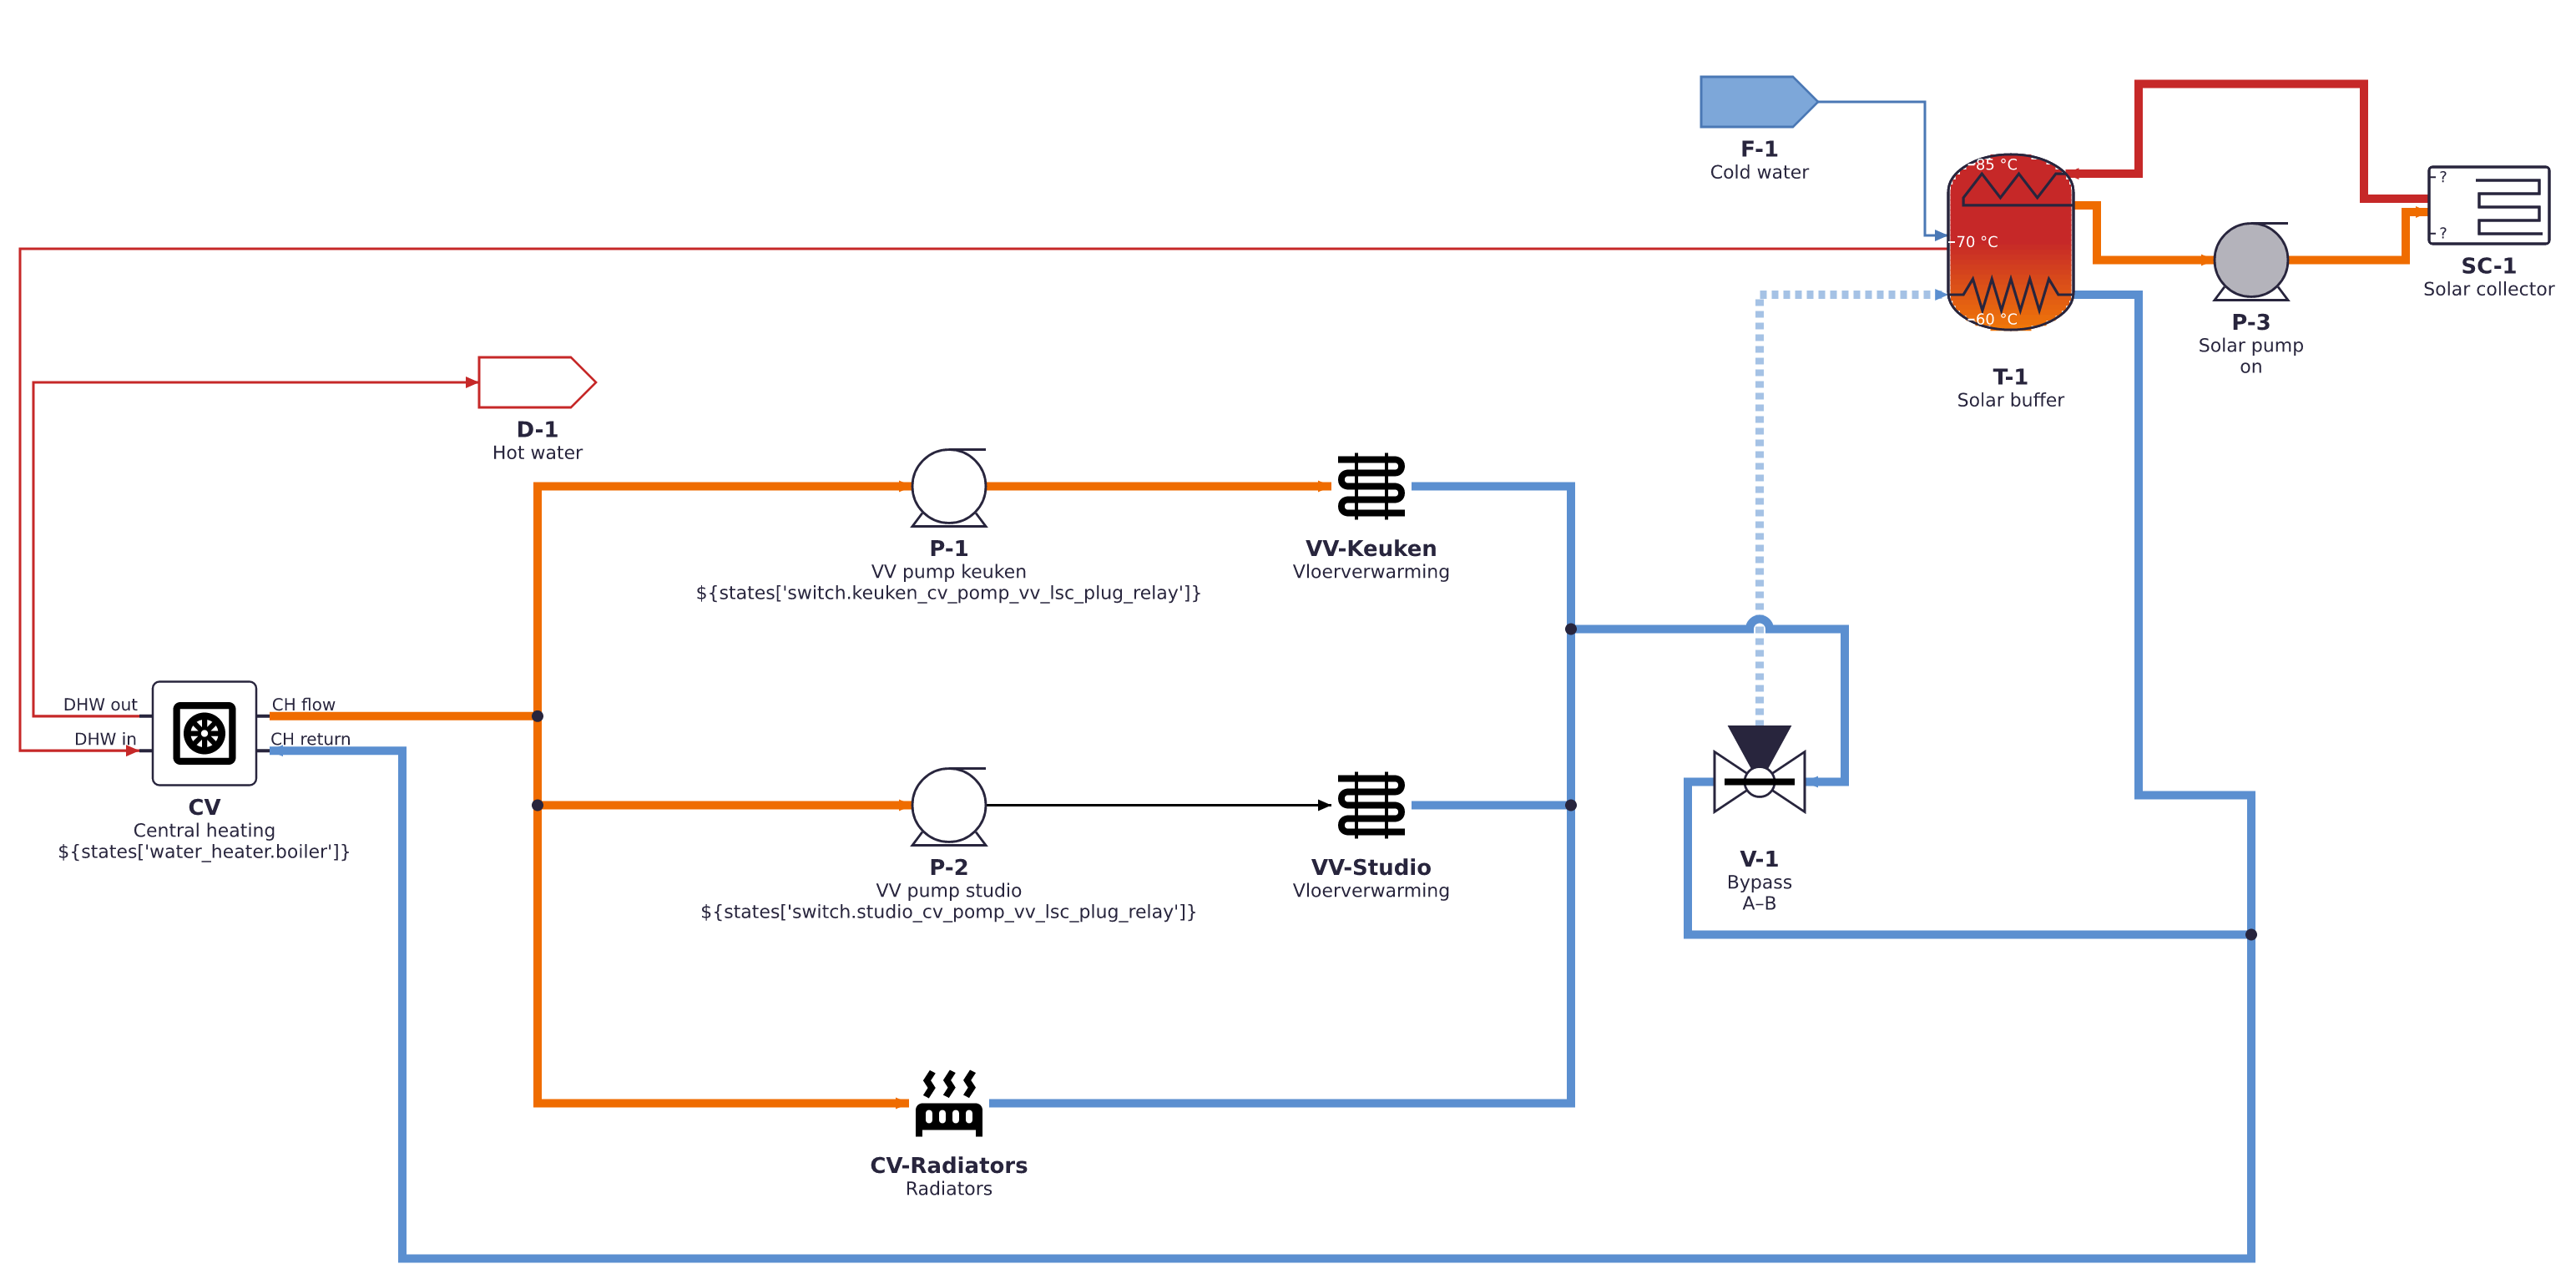 F-1
Cold water
85 °C
70 °C
60 °C
T-1
Solar buffer
?
?
SC-1
Solar collector
P-3
Solar pump
on
D-1
Hot water
P-1
VV pump keuken
${states['switch.keuken_cv_pomp_vv_lsc_plug_relay']}
VV-Keuken
Vloerverwarming
DHW out
CH flow
DHW in
CH return
CV
Central heating
${states['water_heater.boiler']}
P-2
VV pump studio
${states['switch.studio_cv_pomp_vv_lsc_plug_relay']}
VV-Studio
Vloerverwarming
V-1
Bypass
A–B
CV-Radiators
Radiators